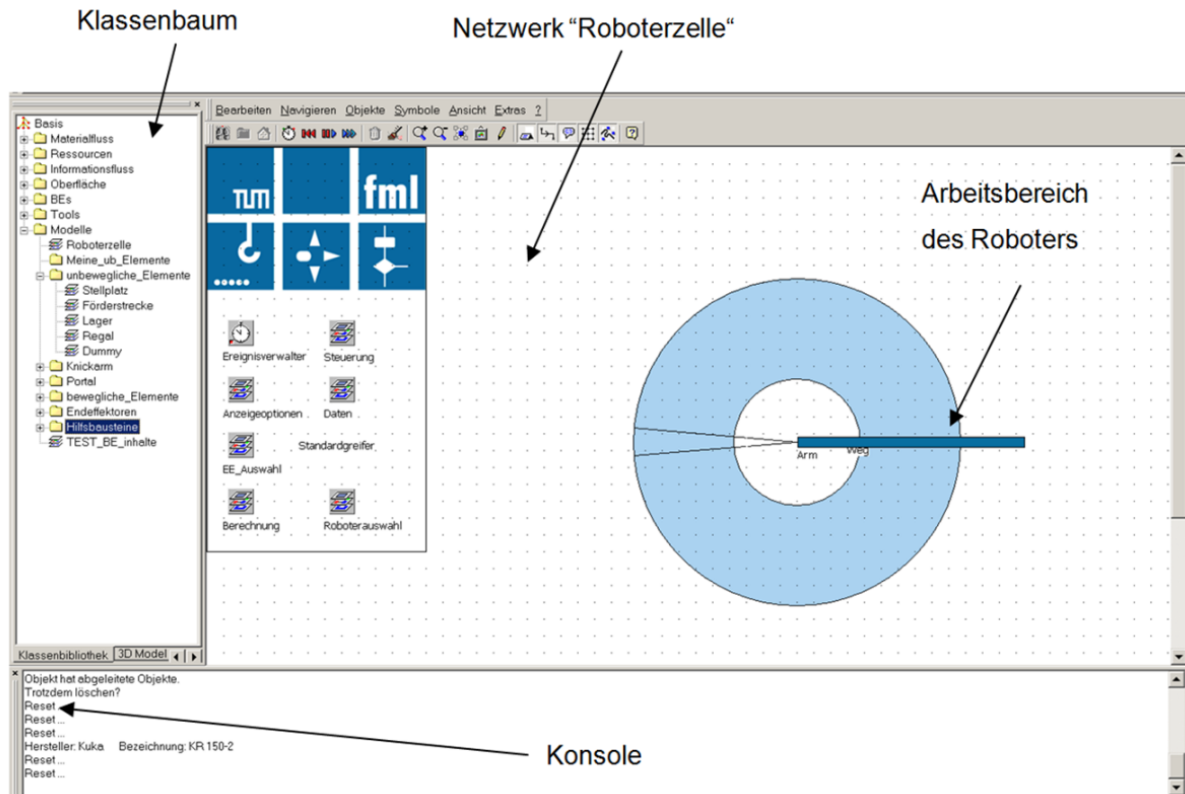 Klassenbaum
Netzwerk “Roboterzelle“
Bearbeiten Navigieren Objekte Symbole Ansicht Extras ?
Basis
Materialfluss
Ressourcen
Informationsfluss
Oberfläche
BEs
Tools
Modelle
Roboterzelle
Meine_ub_Elemente
unbewegliche_Elemente
Stellplatz
Förderstrecke
Lager
Regal
Dummy
Knickarm
Portal
bewegliche_Elemente
Endeffektoren
Hilfsbausteine
TEST_BE_inhalte
Klassenbibliothek 3D Model
TUM
fml
Ereignisverwalter Steuerung
Anzeigeoptionen Daten
EE_Auswahl Standardgreifer
Berechnung Roboterauswahl
Arbeitsbereich
des Roboters
Arm Weg
Objekt hat abgeleitete Objekte.
Trotzdem löschen?
Reset ...
Reset ...
Reset ...
Hersteller: Kuka Bezeichnung: KR 150-2
Reset ...
Reset ...
Konsole